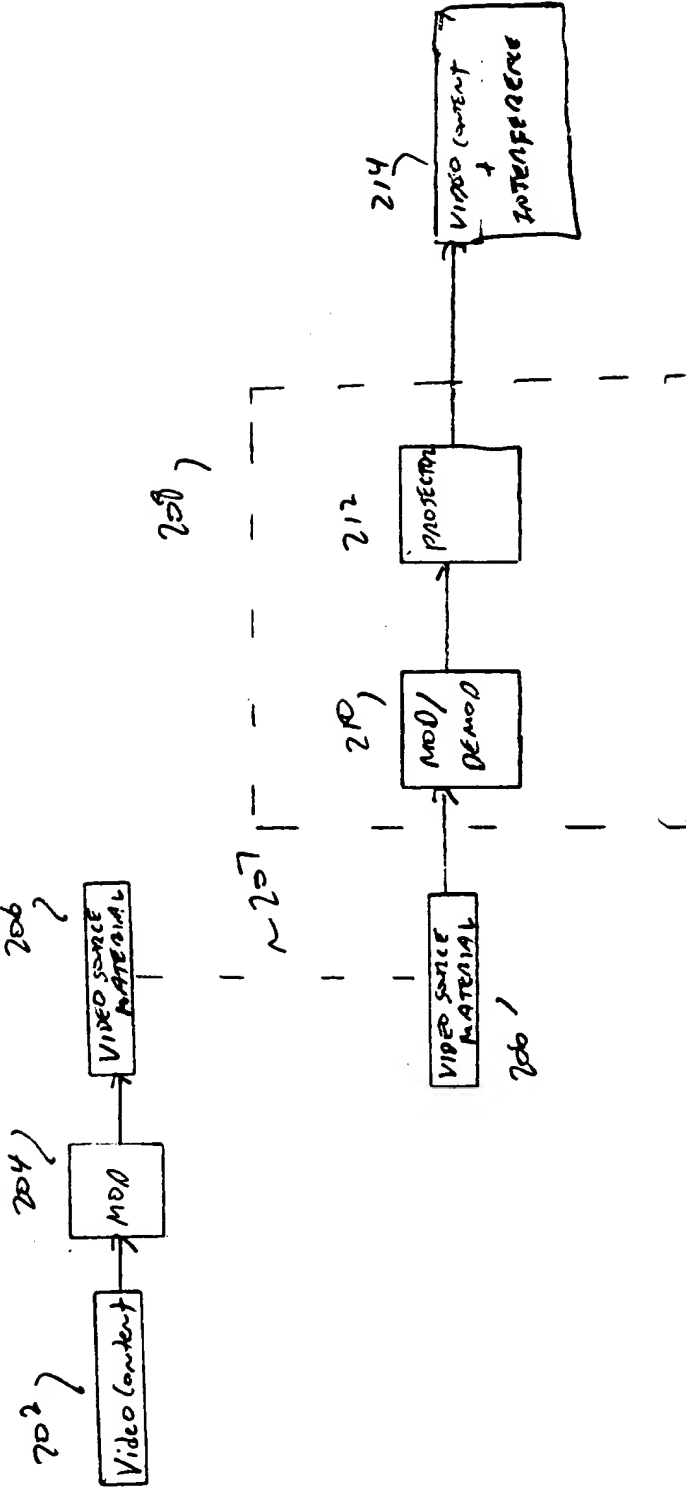 202
Video Content
204
MOD
206
VIDEO SOURCE
MATERIAL
~207
208
VIDEO SOURCE
MATERIAL
206
210
MOD/
DEMOD
212
PROJECTOR
214
VIDEO CONTENT
+
INTERFERENCE